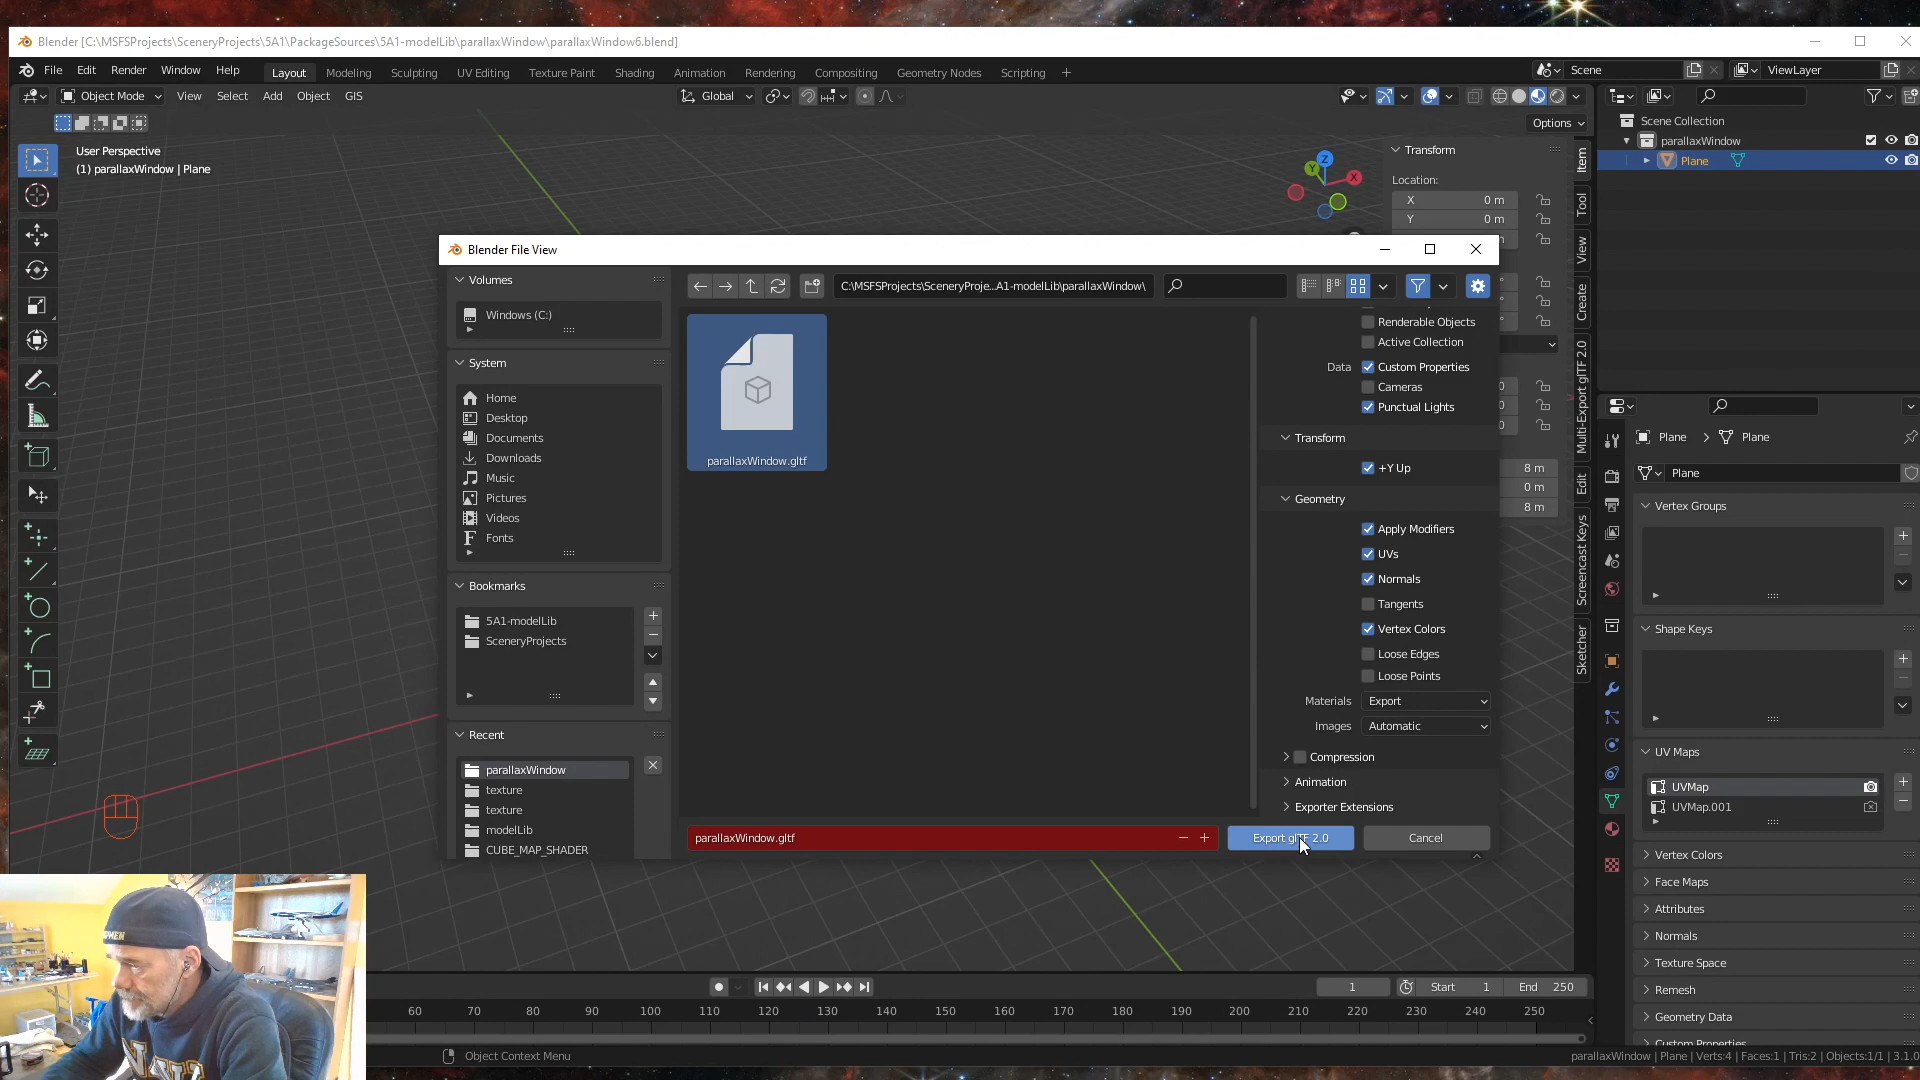 Blender [C:\MSFSProjects\SceneryProjects\5A1\PackageSources\5A1-modelLib\parallaxWindow\parallaxWindow6.blend]
File Edit Render Window Help Layout Modeling Sculpting UV Editing Texture Paint Shading Animation Rendering Compositing Geometry Nodes Scripting + Scene ViewLayer
Object Mode View Select Add Object GIS Global
Options
User Perspective
(1) parallaxWindow | Plane
Z
Y
X
Transform
Location:
X 0 m
Y 0 m
Item
Tool
View
Create
Multi-Export glTF 2.0
Edit
Screencast Keys
Sketcher
8 m
0 m
8 m
Scene Collection
parallaxWindow
Plane
Blender File View
Volumes
Windows (C:)
System
Home
Desktop
Documents
Downloads
Music
Pictures
Videos
Fonts
Bookmarks
5A1-modelLib
SceneryProjects
Recent
parallaxWindow
texture
texture
modelLib
CUBE_MAP_SHADER
C:\MSFSProjects\SceneryProje...A1-modelLib\parallaxWindow\
parallaxWindow.gltf
Renderable Objects
Active Collection
Data Custom Properties
Cameras
Punctual Lights
Transform
+Y Up
Geometry
Apply Modifiers
UVs
Normals
Tangents
Vertex Colors
Loose Edges
Loose Points
Materials Export
Images Automatic
Compression
Animation
Exporter Extensions
parallaxWindow.gltf
Export glTF 2.0
Cancel
Plane > Plane
Plane
Vertex Groups
Shape Keys
UV Maps
UVMap
UVMap.001
Vertex Colors
Face Maps
Attributes
Normals
Texture Space
Remesh
Geometry Data
Custom Properties
1 Start 1 End 250
60 70 80 90 100 110 120 130 140 150 160 170 180 190 200 210 220 230 240 250
Object Context Menu
parallaxWindow | Plane | Verts:4 | Faces:1 | Tris:2 | Objects:1/1 | 3.1.0